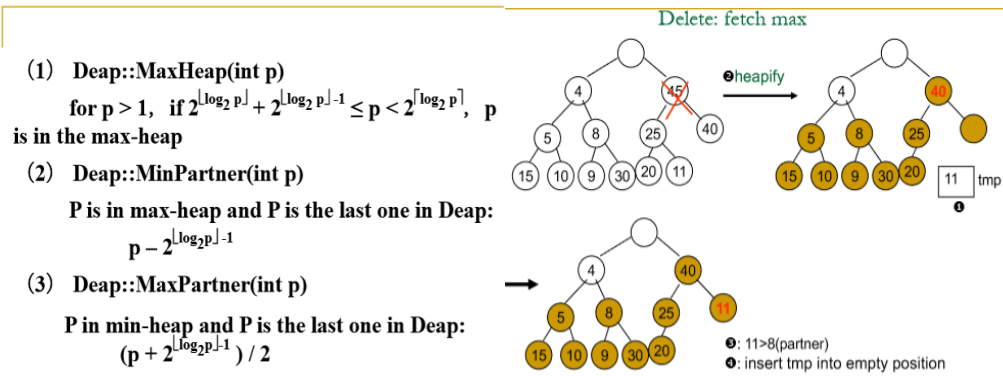 (1) Deap::MaxHeap(int p)
for p > 1, if 2^⌊log₂ p⌋ + 2^⌊log₂ p⌋-1 ≤ p < 2^⌈log₂ p⌉, p
is in the max-heap
(2) Deap::MinPartner(int p)
P is in max-heap and P is the last one in Deap:
p – 2^⌊log₂p⌋-1
(3) Deap::MaxPartner(int p)
P in min-heap and P is the last one in Deap:
(p + 2^⌊log₂p⌋-1 ) / 2
Delete: fetch max
4 45
5 8 25 40
15 10 9 30 20 11
❷heapify
4 40
5 8 25
15 10 9 30 20
11 tmp
❶
4 40
5 8 25 11
15 10 9 30 20
❸: 11>8(partner)
❹: insert tmp into empty position